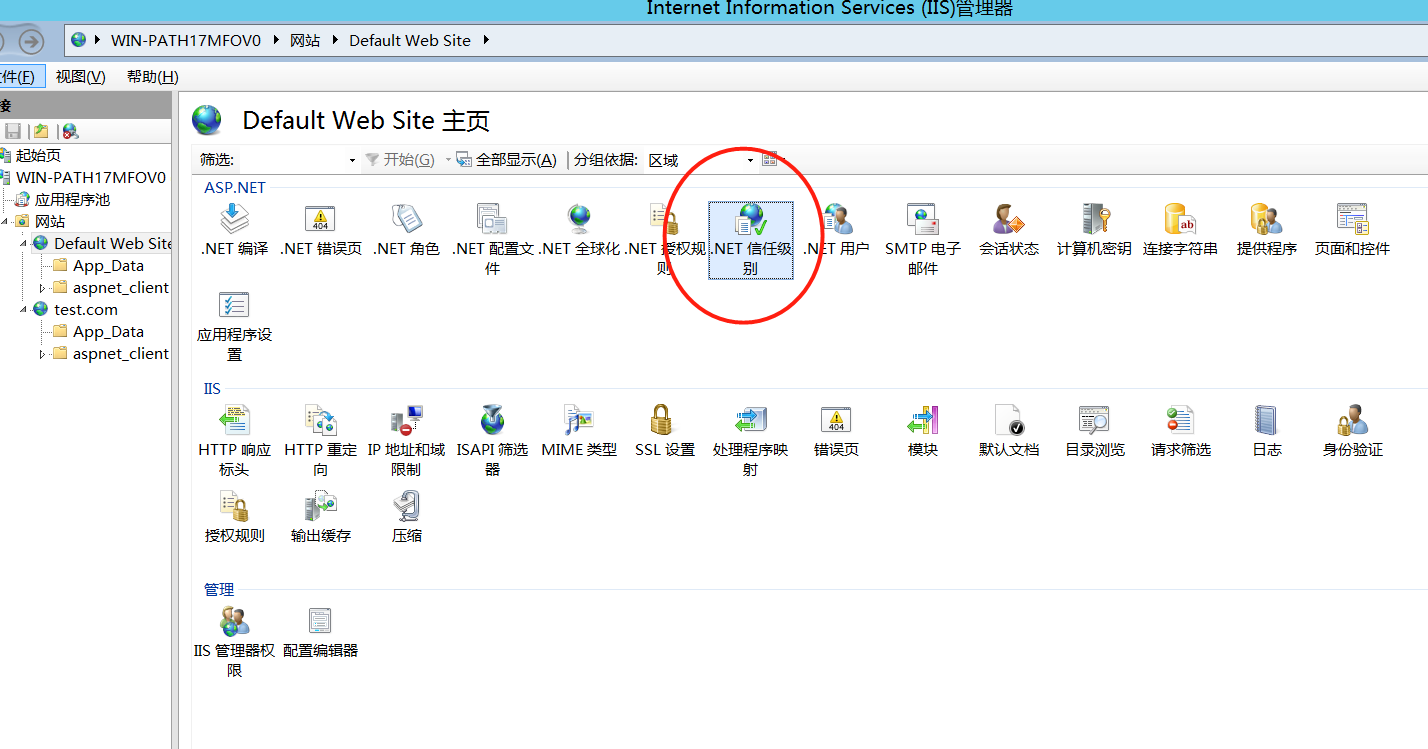 Internet Information Services (IIS)管理器
WIN-PATH17MFOV0 网站 Default Web Site
件(F) 视图(V) 帮助(H)
接
起始页
WIN-PATH17MFOV0
应用程序池
网站
Default Web Site
App_Data
aspnet_client
test.com
App_Data
aspnet_client
Default Web Site 主页
筛选: 开始(G) 全部显示(A) 分组依据: 区域
ASP.NET
.NET 编译
.NET 错误页
.NET 角色
.NET 配置文
件
.NET 全球化
.NET 授权规
则
.NET 信任级
别
.NET 用户
SMTP 电子
邮件
会话状态
计算机密钥
连接字符串
提供程序
页面和控件
应用程序设
置
IIS
HTTP 响应
标头
HTTP 重定
向
IP 地址和域
限制
ISAPI 筛选
器
MIME 类型
SSL 设置
处理程序映
射
错误页
模块
默认文档
目录浏览
请求筛选
日志
身份验证
授权规则
输出缓存
压缩
管理
IIS 管理器权
限
配置编辑器